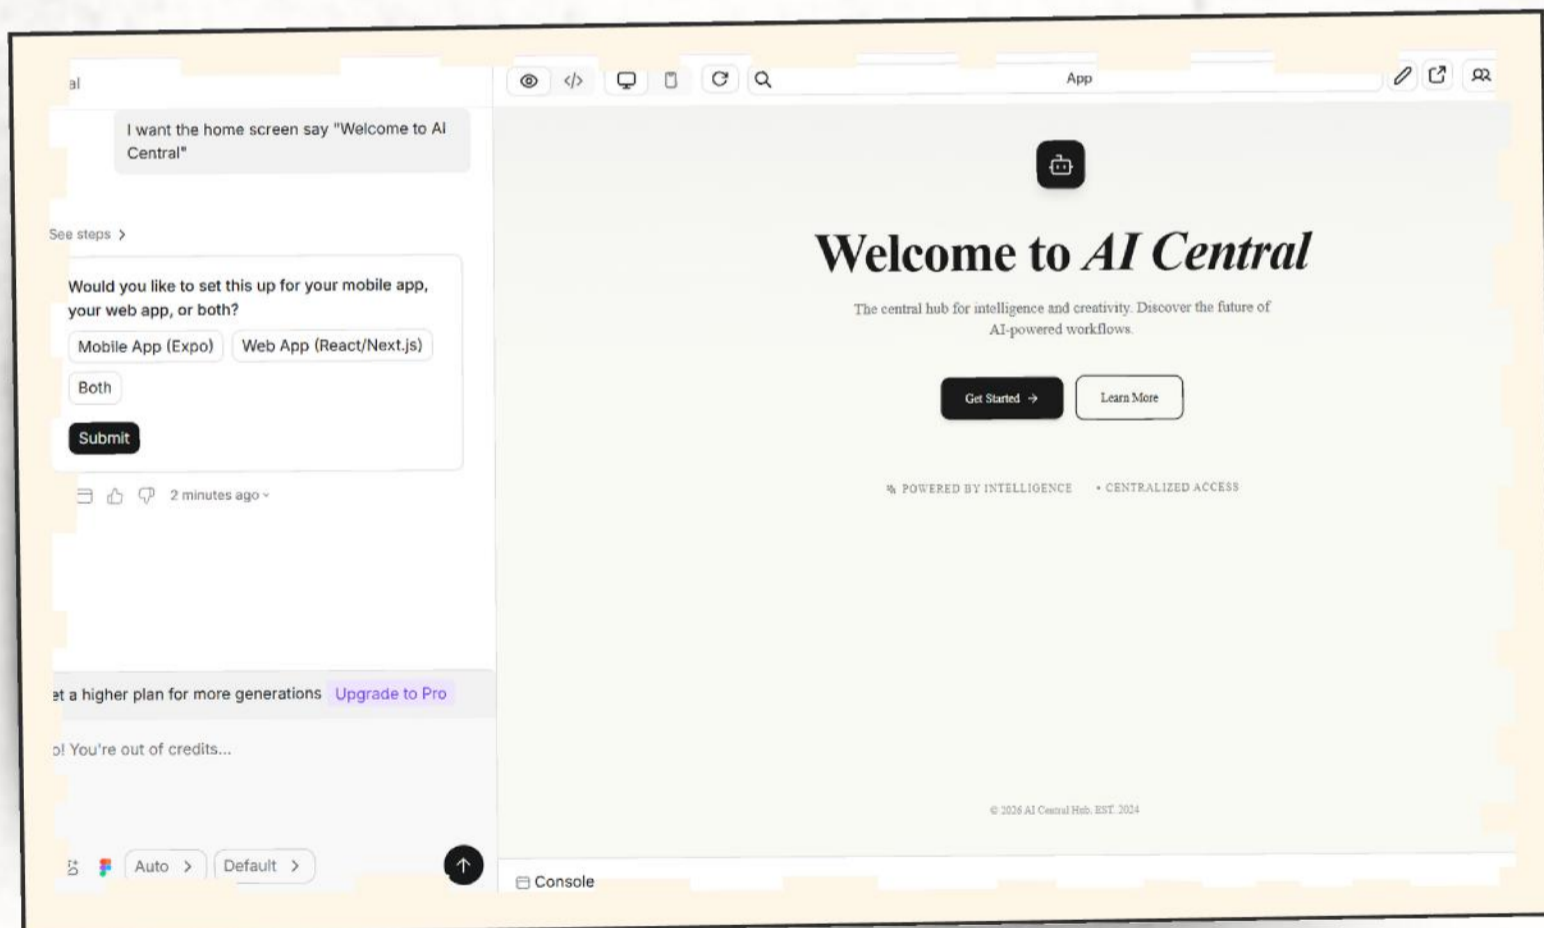 al
App
I want the home screen say "Welcome to AI
Central"
See steps
Would you like to set this up for your mobile app,
your web app, or both?
Mobile App (Expo)
Web App (React/Next.js)
Both
Submit
2 minutes ago
et a higher plan for more generations Upgrade to Pro
o! You're out of credits...
Auto
Default
Welcome to AI Central
The central hub for intelligence and creativity. Discover the future of
AI-powered workflows.
Get Started →
Learn More
POWERED BY INTELLIGENCE
• CENTRALIZED ACCESS
© 2026 AI Central Hub. EST. 2024
Console